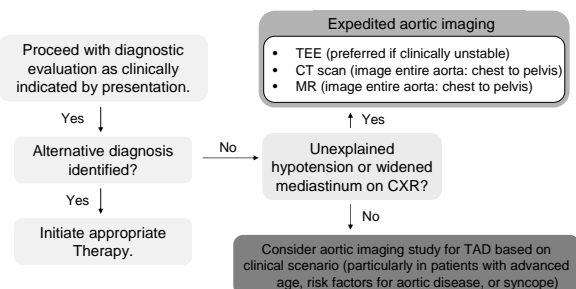 Proceed with diagnostic
evaluation as clinically
indicated by presentation.
Yes
Alternative diagnosis
identified?
Yes
Initiate appropriate
Therapy.
No
Expedited aortic imaging
• TEE (preferred if clinically unstable)
• CT scan (image entire aorta: chest to pelvis)
• MR (image entire aorta: chest to pelvis)
Yes
Unexplained
hypotension or widened
mediastinum on CXR?
No
Consider aortic imaging study for TAD based on
clinical scenario (particularly in patients with advanced
age, risk factors for aortic disease, or syncope)